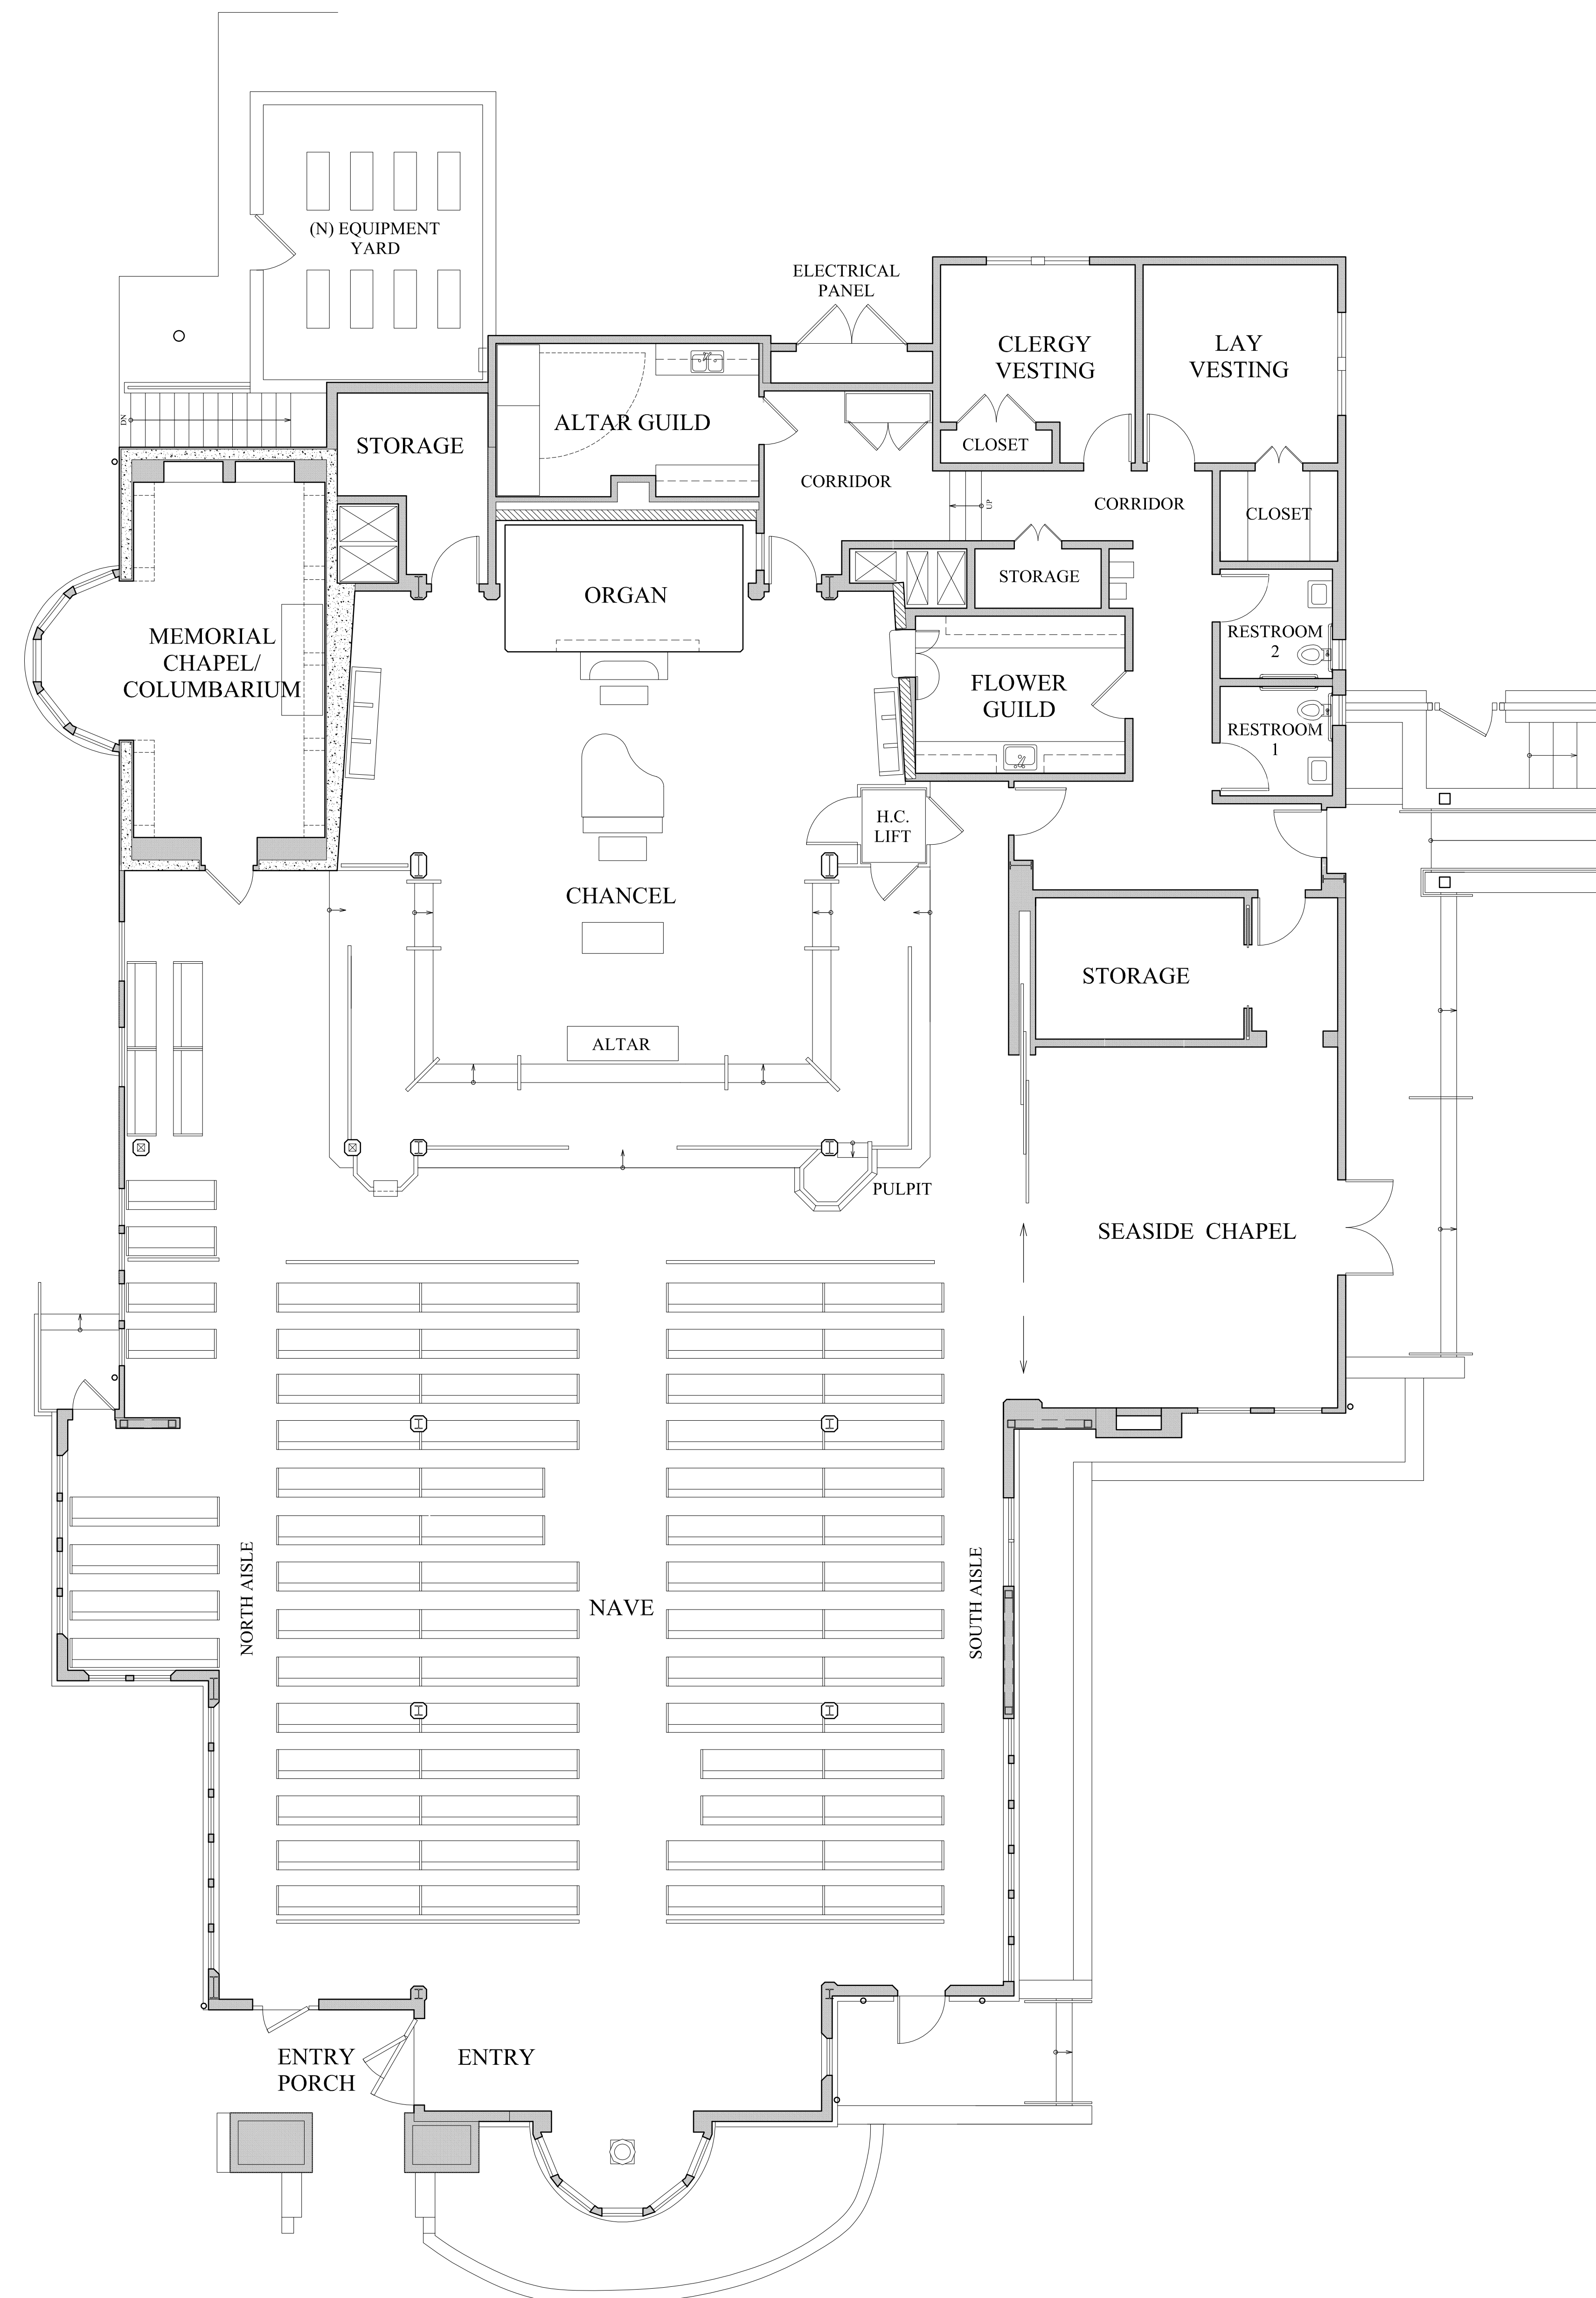 (N) EQUIPMENT
YARD
ELECTRICAL
PANEL
CLERGY
VESTING
LAY
VESTING
DN
STORAGE
ALTAR GUILD
CLOSET
CORRIDOR
UP
CORRIDOR
CLOSET
STORAGE
ORGAN
MEMORIAL
CHAPEL/
COLUMBARIUM
RESTROOM
2
FLOWER
GUILD
RESTROOM
1
H.C.
LIFT
CHANCEL
STORAGE
ALTAR
PULPIT
SEASIDE CHAPEL
NORTH AISLE
NAVE
SOUTH AISLE
ENTRY
PORCH
ENTRY